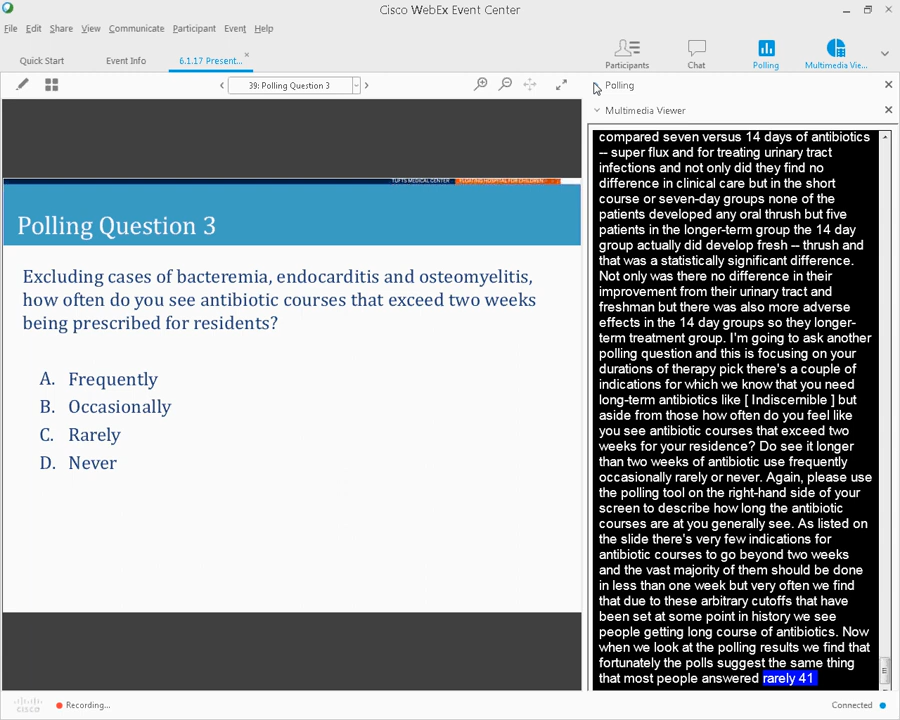 Cisco WebEx Event Center
File Edit Share View Communicate Participant Event Help
Quick Start Event Info 6.1.17 Present...
Participants Chat Polling Multimedia Vie...
39: Polling Question 3
Polling
Multimedia Viewer
TUFTS MEDICAL CENTER FLOATING HOSPITAL FOR CHILDREN
Polling Question 3
Excluding cases of bacteremia, endocarditis and osteomyelitis,
how often do you see antibiotic courses that exceed two weeks
being prescribed for residents?
A. Frequently
B. Occasionally
C. Rarely
D. Never
compared seven versus 14 days of antibiotics
-- super flux and for treating urinary tract
infections and not only did they find no
difference in clinical care but in the short
course or seven-day groups none of the
patients developed any oral thrush but five
patients in the longer-term group the 14 day
group actually did develop fresh -- thrush and
that was a statistically significant difference.
Not only was there no difference in their
improvement from their urinary tract and
freshman but there was also more adverse
effects in the 14 day groups so they longer-
term treatment group. I'm going to ask another
polling question and this is focusing on your
durations of therapy pick there's a couple of
indications for which we know that you need
long-term antibiotics like [ Indiscernible ] but
aside from those how often do you feel like
you see antibiotic courses that exceed two
weeks for your residence? Do see it longer
than two weeks of antibiotic use frequently
occasionally rarely or never. Again, please use
the polling tool on the right-hand side of your
screen to describe how long the antibiotic
courses are at you generally see. As listed on
the slide there's very few indications for
antibiotic courses to go beyond two weeks
and the vast majority of them should be done
in less than one week but very often we find
that due to these arbitrary cutoffs that have
been set at some point in history we see
people getting long course of antibiotics. Now
when we look at the polling results we find that
fortunately the polls suggest the same thing
that most people answered rarely 41
cisco Recording... Connected